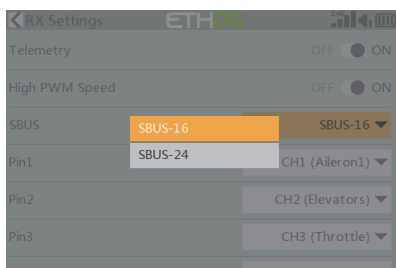 RX Settings ETHOS
Telemetry OFF ON
High PWM Speed OFF ON
SBUS SBUS-16
SBUS-16
SBUS-24
Pin1 CH1 (Aileron1)
Pin2 CH2 (Elevators)
Pin3 CH3 (Throttle)